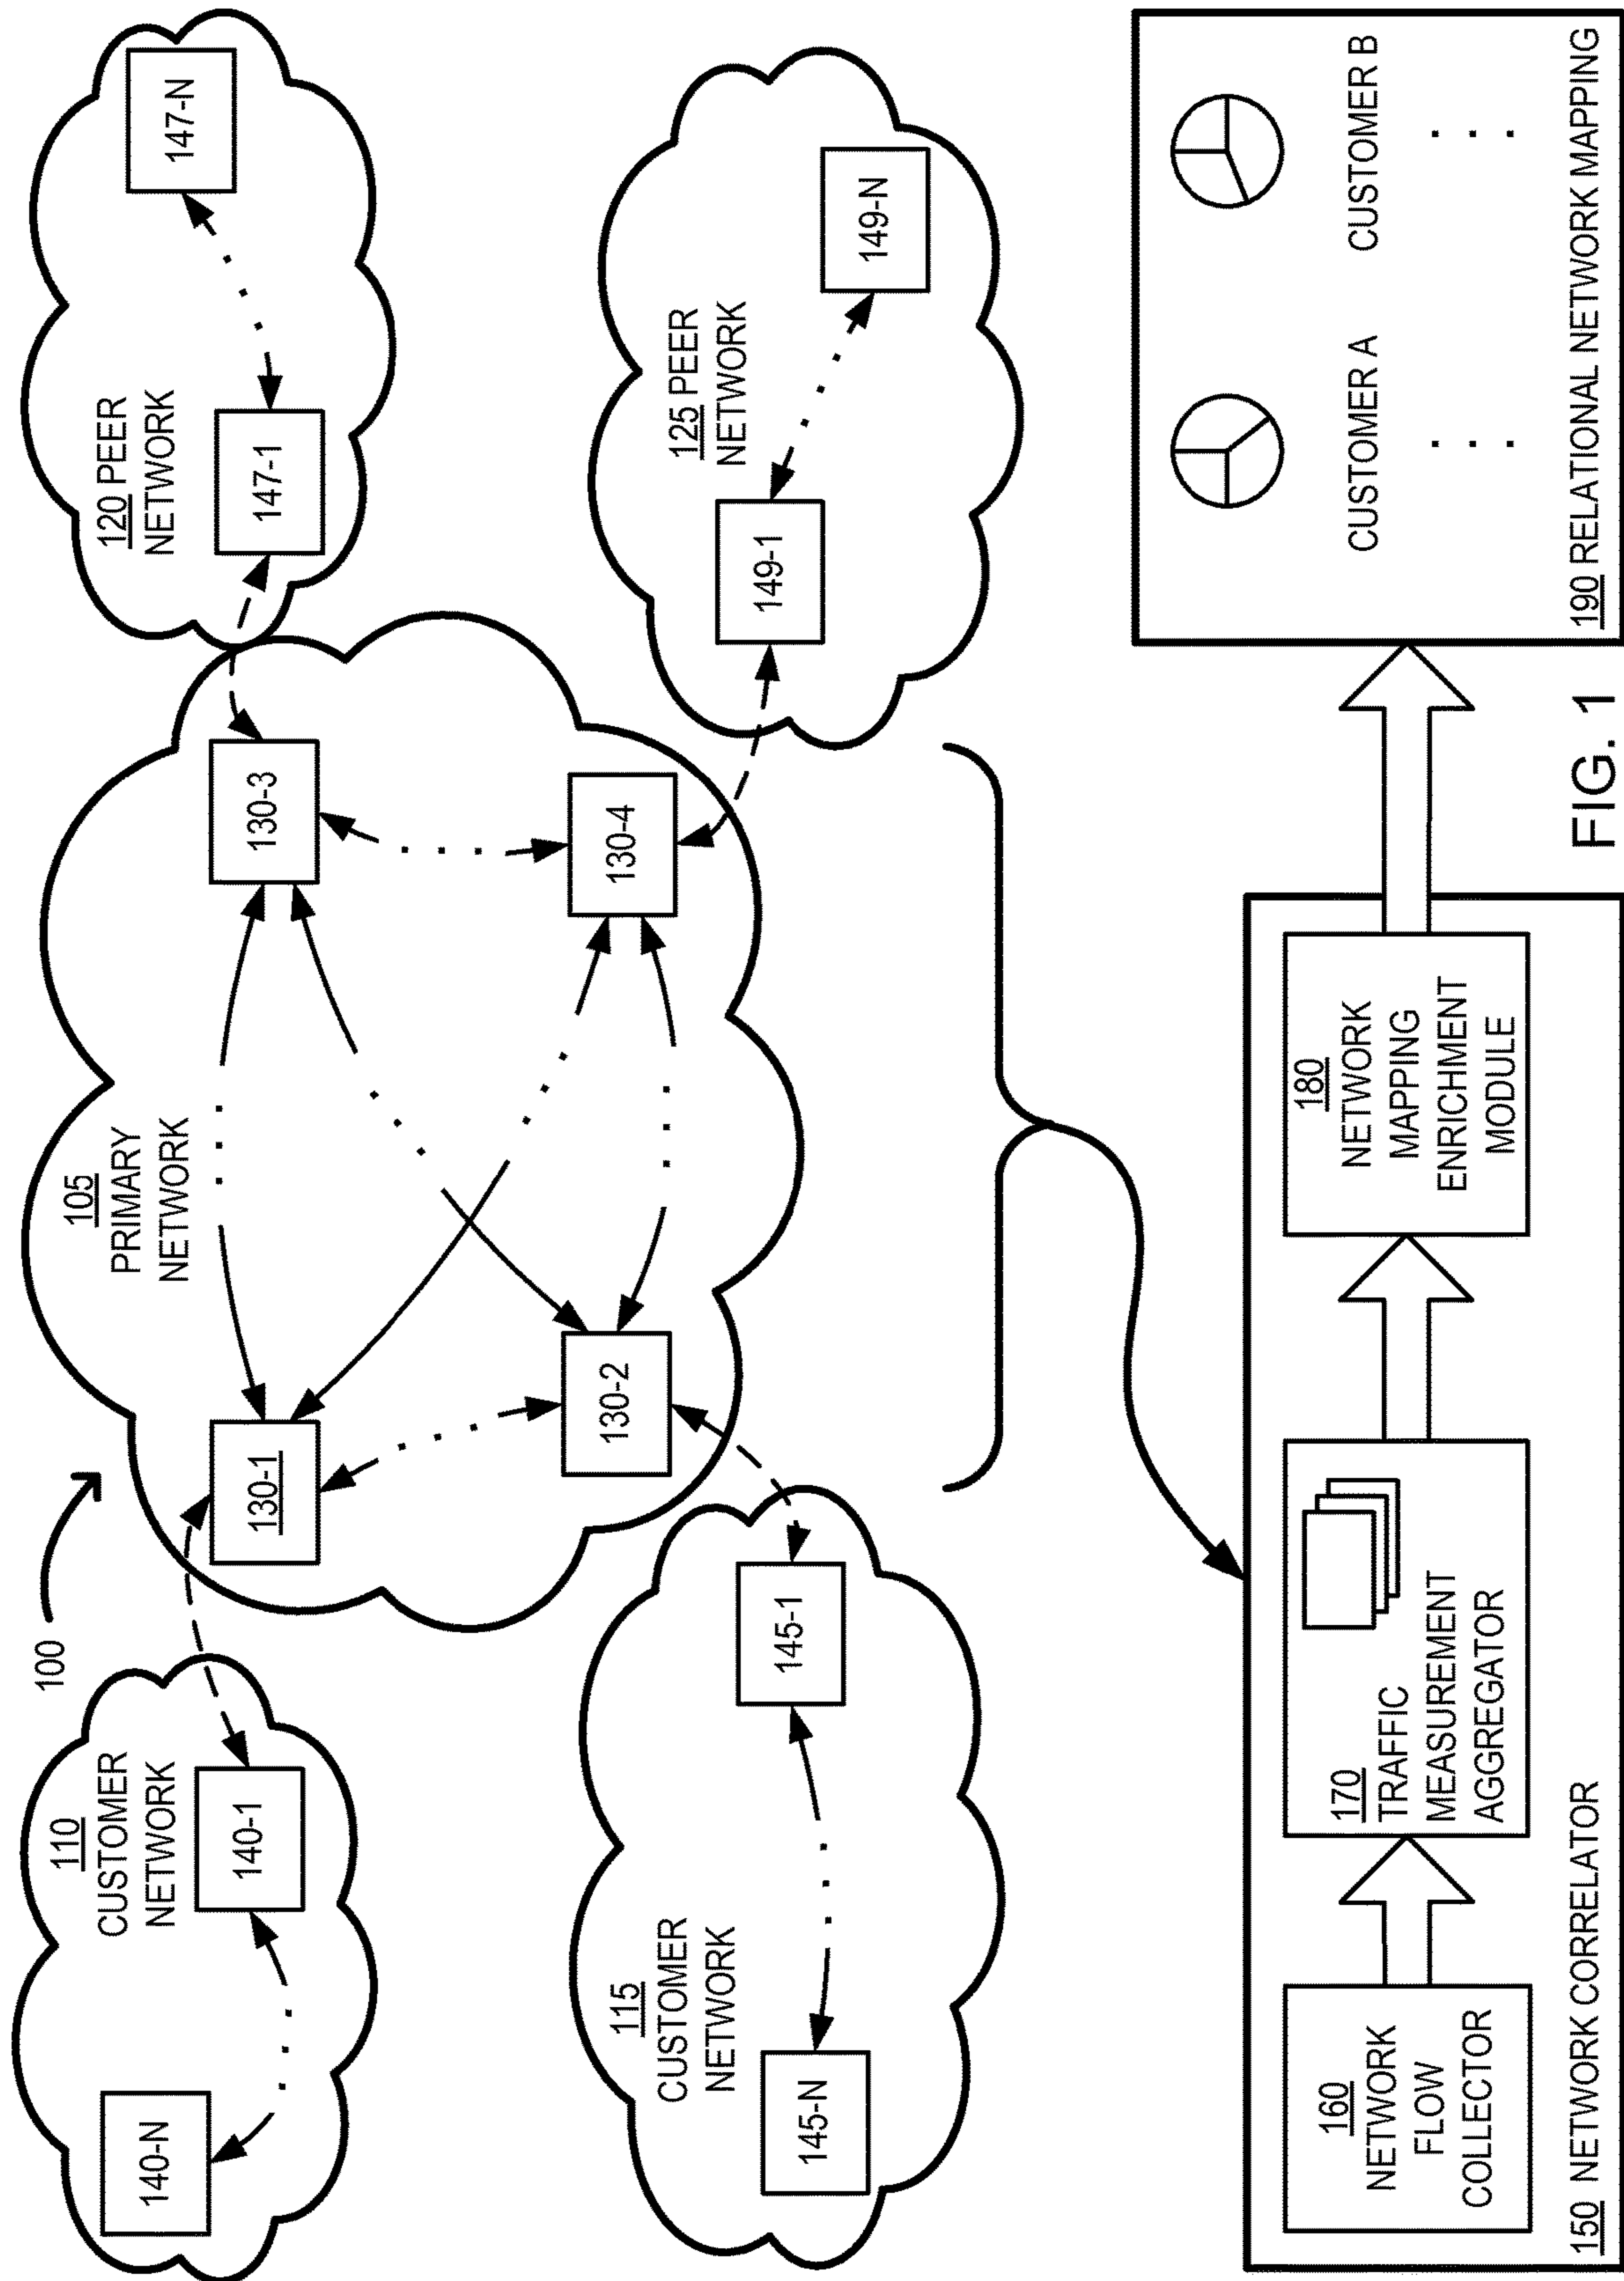 100
110
CUSTOMER
NETWORK
140-N
140-1
105
PRIMARY
NETWORK
130-1
130-3
130-2
130-4
120 PEER
NETWORK
147-1
147-N
115
CUSTOMER
NETWORK
145-N
145-1
125 PEER
NETWORK
149-1
149-N
160
NETWORK
FLOW
COLLECTOR
170
TRAFFIC
MEASUREMENT
AGGREGATOR
180
NETWORK
MAPPING
ENRICHMENT
MODULE
150 NETWORK CORRELATOR
CUSTOMER A
CUSTOMER B
. . .
. . .
190 RELATIONAL NETWORK MAPPING
FIG. 1